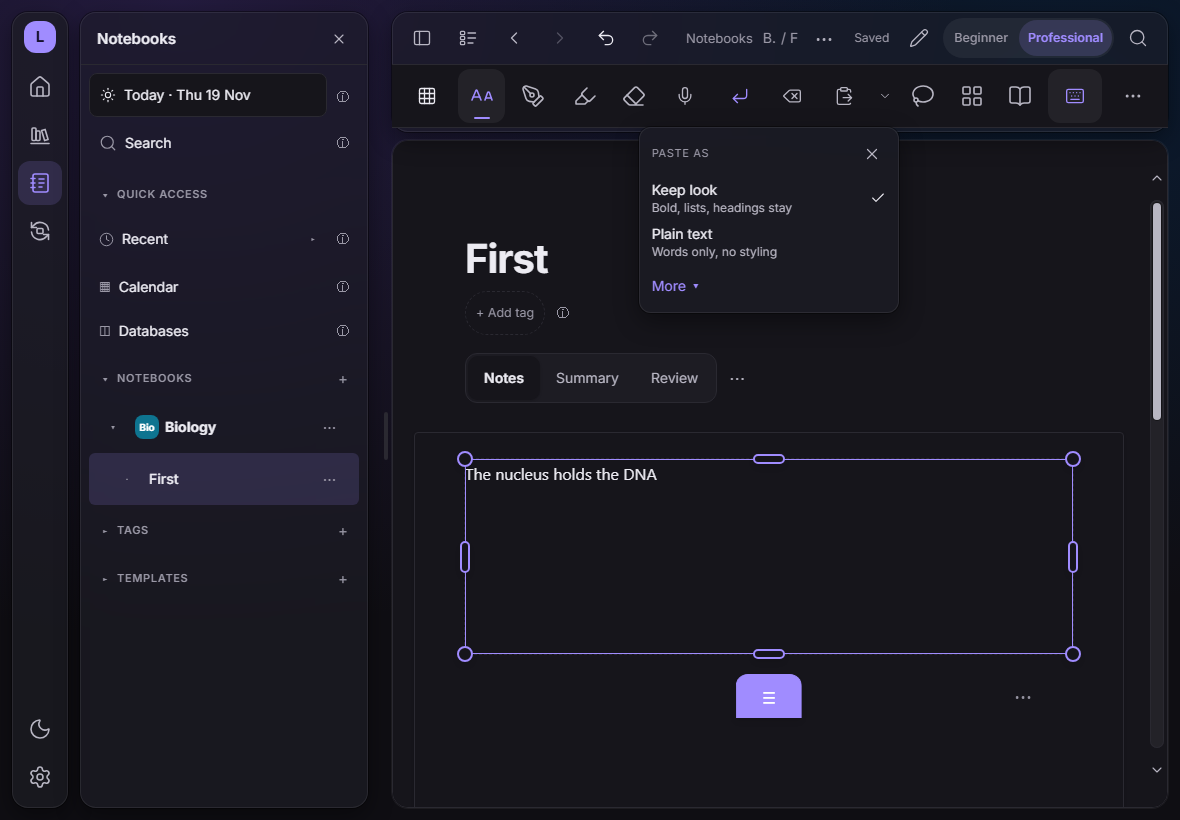 L
Notebooks
Today · Thu 19 Nov
Search
QUICK ACCESS
Recent
Calendar
Databases
NOTEBOOKS
Bio Biology
First
TAGS
TEMPLATES
Notebooks B. / F
Saved
Beginner
Professional
AA
PASTE AS
Keep look
Bold, lists, headings stay
Plain text
Words only, no styling
More
First
+ Add tag
Notes Summary Review
The nucleus holds the DNA